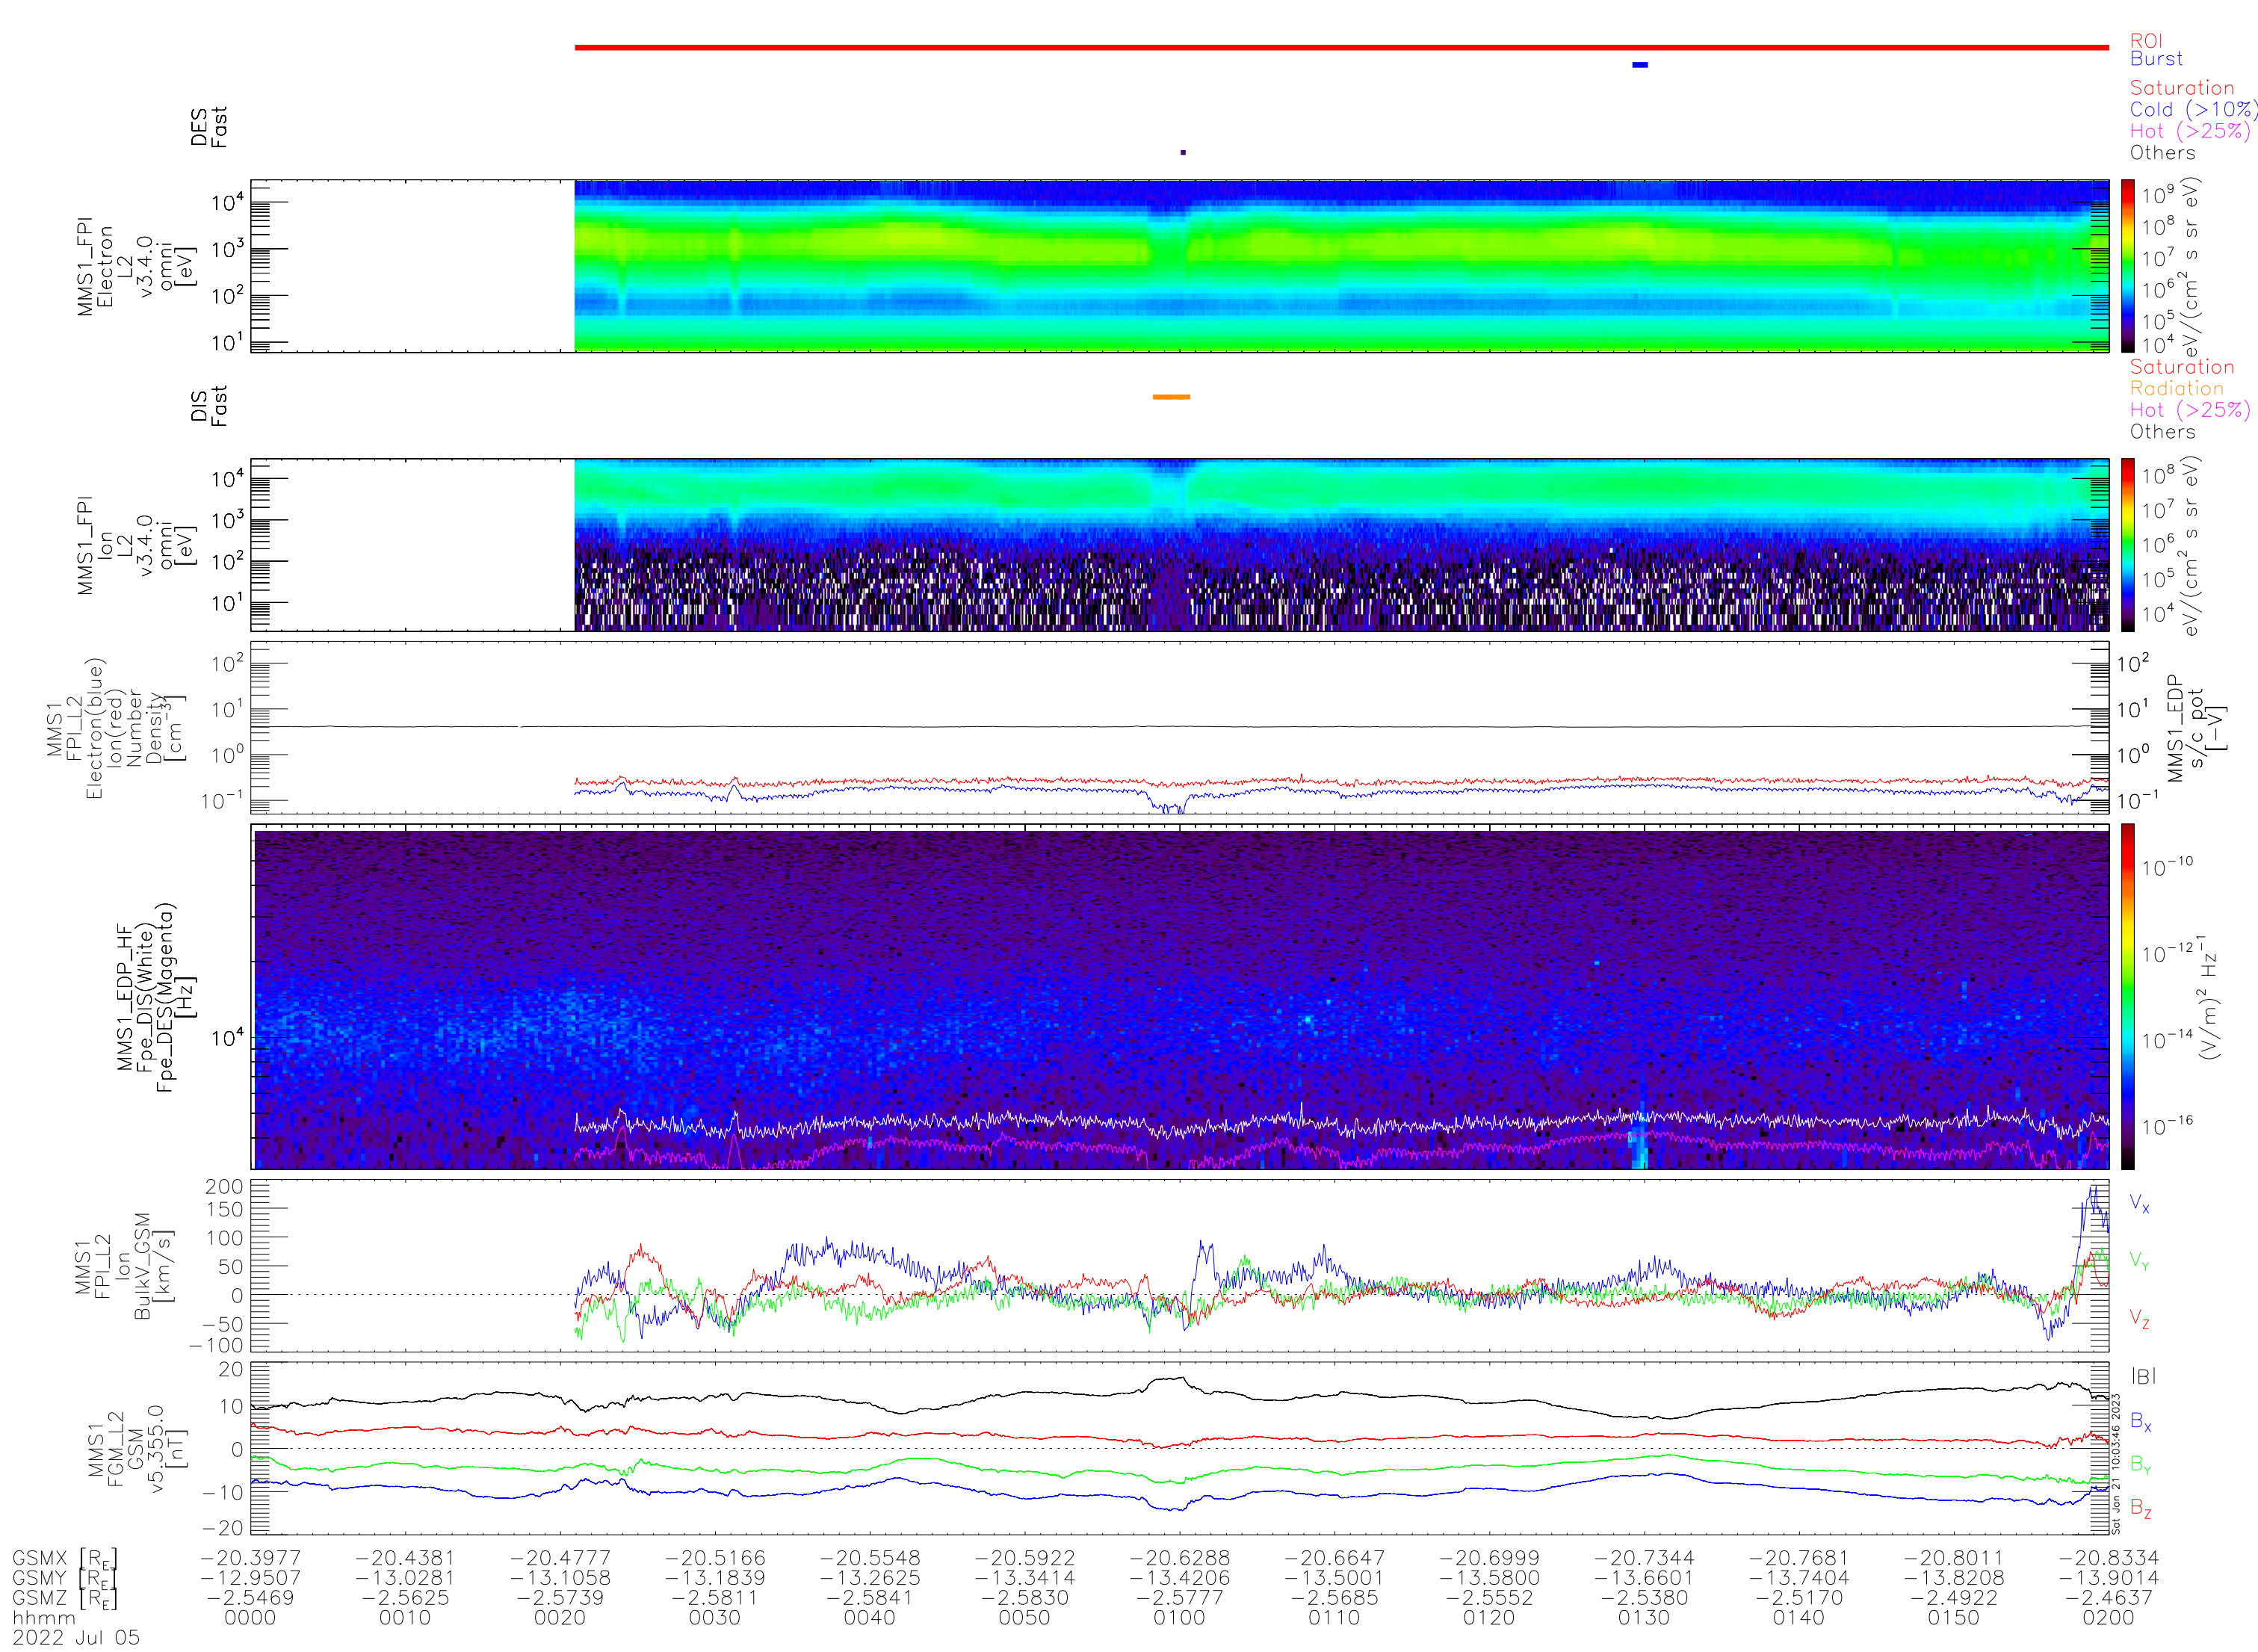 ROI
Burst
DES
Fast
Saturation
Cold (>10%)
Hot (>25%)
Others
MMS1_FPI
Electron
L2
v3.4.0
omni
[eV]
10^4
10^3
10^2
10^1
10^9
10^8
10^7
10^6
10^5
10^4
eV/(cm^2 s sr eV)
DIS
Fast
Saturation
Radiation
Hot (>25%)
Others
MMS1_FPI
Ion
L2
v3.4.0
omni
[eV]
10^4
10^3
10^2
10^1
10^8
10^7
10^6
10^5
10^4
eV/(cm^2 s sr eV)
MMS1
FPI_L2
Electron(blue)
Ion(red)
Number
Density
[cm^-3]
10^2
10^1
10^0
10^-1
10^2
10^1
10^0
10^-1
MMS1_EDP
s/c pot
[-V]
MMS1_EDP_HF
Fpe_DIS(White)
Fpe_DES(Magenta)
[Hz]
10^4
10^-10
10^-12
10^-14
10^-16
(V/m)^2 Hz^-1
MMS1
FPI_L2
Ion
BulkV_GSM
[km/s]
200
150
100
50
0
-50
-100
V_X
V_Y
V_Z
MMS1
FGM_L2
GSM
v5.355.0
[nT]
20
10
0
-10
-20
|B|
B_X
B_Y
B_Z
Sat Jan 21 10:03:46 2023
GSMX [R_E] -20.3977 -20.4381 -20.4777 -20.5166 -20.5548 -20.5922 -20.6288 -20.6647 -20.6999 -20.7344 -20.7681 -20.8011 -20.8334
GSMY [R_E] -12.9507 -13.0281 -13.1058 -13.1839 -13.2625 -13.3414 -13.4206 -13.5001 -13.5800 -13.6601 -13.7404 -13.8208 -13.9014
GSMZ [R_E] -2.5469 -2.5625 -2.5739 -2.5811 -2.5841 -2.5830 -2.5777 -2.5685 -2.5552 -2.5380 -2.5170 -2.4922 -2.4637
hhmm 0000 0010 0020 0030 0040 0050 0100 0110 0120 0130 0140 0150 0200
2022 Jul 05